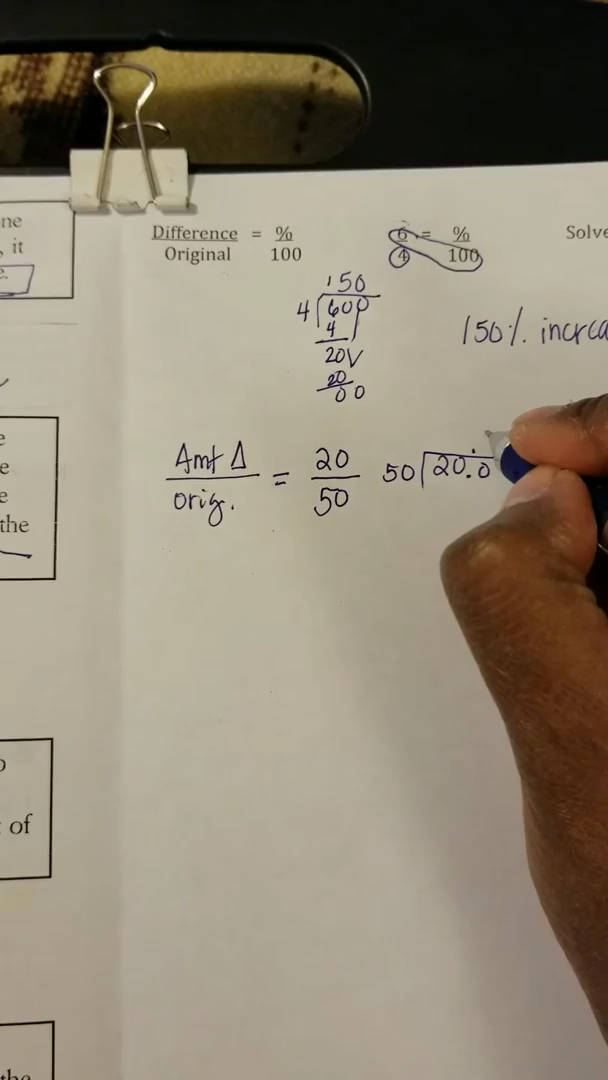 ne
, it
e.
Difference = %
Original 100
6 = %
4 100
Solve
150
4 600
4
20
20
00
150% increa
e
e
e
the
Amt Δ = 20
orig. 50
50 20.0
of
the